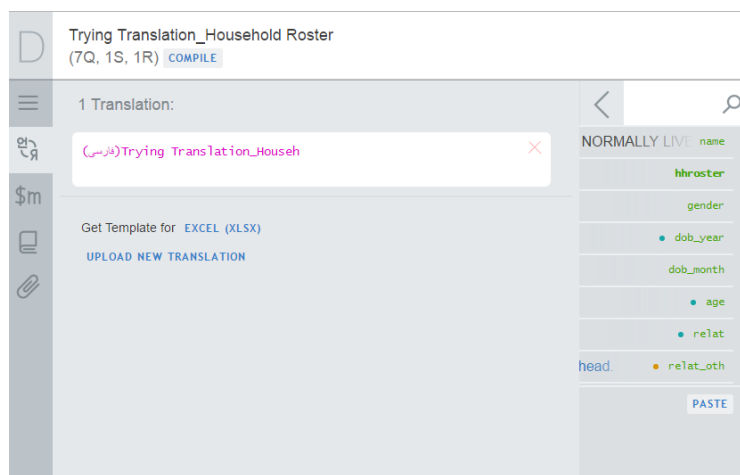 D
Trying Translation_Household Roster
(7Q, 1S, 1R) COMPILE
1 Translation:
$m
(فارسی)Trying Translation_Househ
Get Template for EXCEL (XLSX)
UPLOAD NEW TRANSLATION
NORMALLY LIVE name
hhroster
gender
dob_year
dob_month
age
relat
head. relat_oth
PASTE